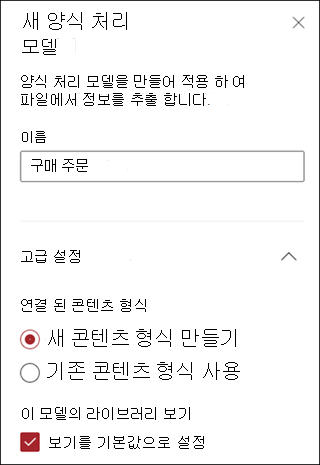 새 양식 처리
모델
양식 처리 모델을 만들어 적용 하 여
파일에서 정보를 추출 합니다.
이름
구매 주문
고급 설정
연결 된 콘텐츠 형식
새 콘텐츠 형식 만들기
기존 콘텐츠 형식 사용
이 모델의 라이브러리 보기
보기를 기본값으로 설정